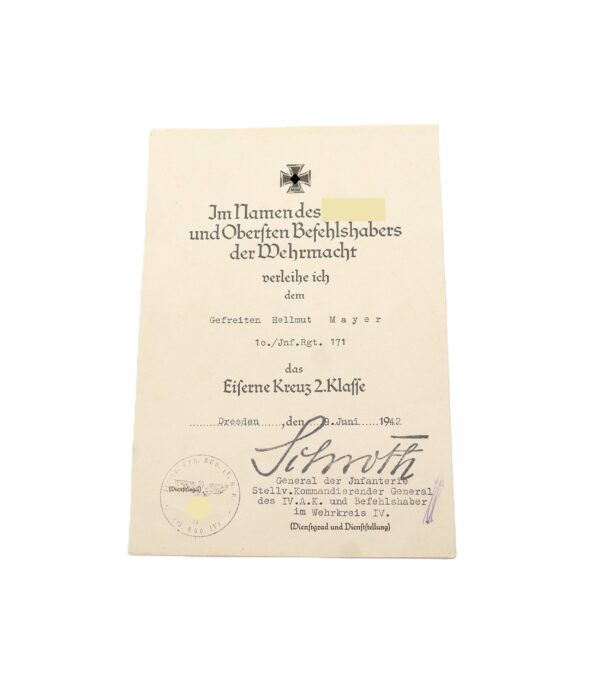 Im Namen des
und Obersten Befehlshabers
der Wehrmacht
verleihe ich
dem
Gefreiten Hellmut Mayer
1o./Jnf.Rgt. 171
das
Eiserne Kreuz 2.Klasse
Dresden, den 9.Juni 1942
Schroth
General der Jnfanterie
Stellv.Kommandierender General
des IV.A.K. und Befehlshaber
im Wehrkreis IV.
(Dienstgrad und Dienststellung)
(Dienstsiegel)